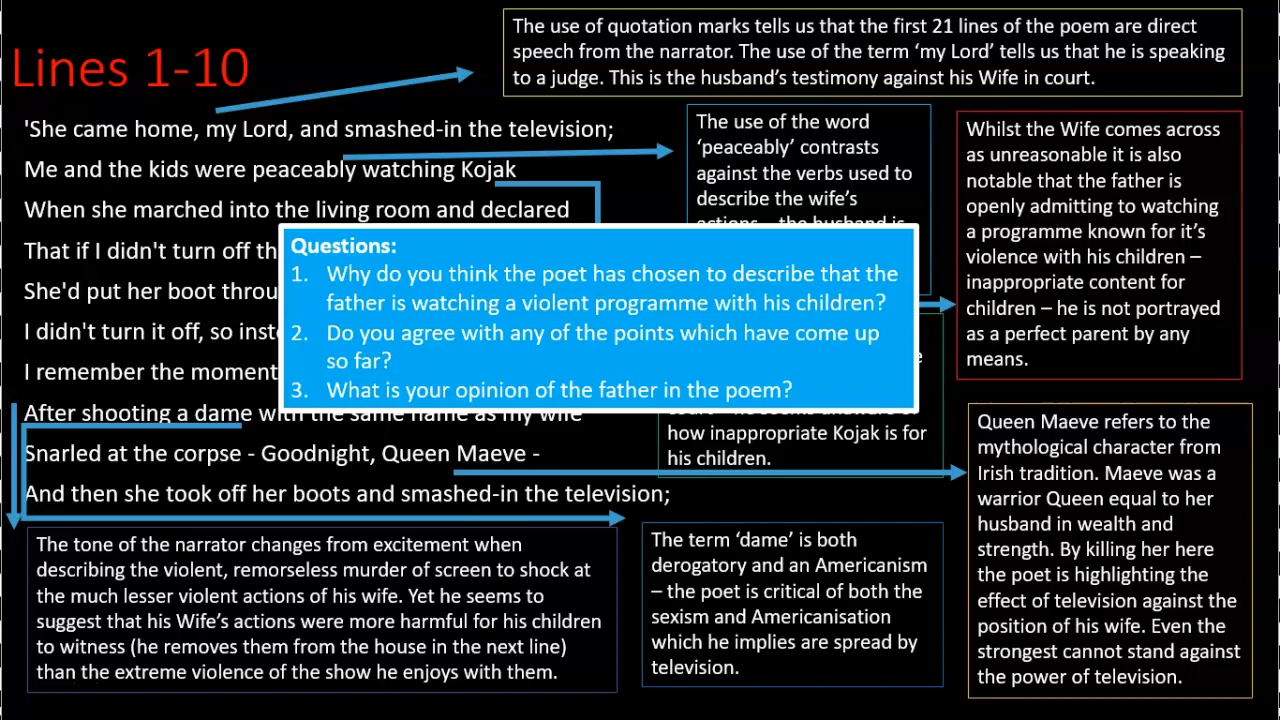 Lines 1-10
The use of quotation marks tells us that the first 21 lines of the poem are direct
speech from the narrator. The use of the term ‘my Lord’ tells us that he is speaking
to a judge. This is the husband’s testimony against his Wife in court.
'She came home, my Lord, and smashed-in the television;
Me and the kids were peaceably watching Kojak
When she marched into the living room and declared
That if I didn't turn off th
She'd put her boot throu
I didn't turn it off, so inste
I remember the moment
After shooting a dame with the same name as my wife
Snarled at the corpse - Goodnight, Queen Maeve -
And then she took off her boots and smashed-in the television;
The use of the word
‘peaceably’ contrasts
against the verbs used to
describe the wife’s
actions – the husband is
Whilst the Wife comes across
as unreasonable it is also
notable that the father is
openly admitting to watching
a programme known for it’s
violence with his children –
inappropriate content for
children – he is not portrayed
as a perfect parent by any
means.
Questions:
1. Why do you think the poet has chosen to describe that the
father is watching a violent programme with his children?
2. Do you agree with any of the points which have come up
so far?
3. What is your opinion of the father in the poem?
how inappropriate Kojak is for
his children.
Queen Maeve refers to the
mythological character from
Irish tradition. Maeve was a
warrior Queen equal to her
husband in wealth and
strength. By killing her here
the poet is highlighting the
effect of television against the
position of his wife. Even the
strongest cannot stand against
the power of television.
The tone of the narrator changes from excitement when
describing the violent, remorseless murder of screen to shock at
the much lesser violent actions of his wife. Yet he seems to
suggest that his Wife’s actions were more harmful for his children
to witness (he removes them from the house in the next line)
than the extreme violence of the show he enjoys with them.
The term ‘dame’ is both
derogatory and an Americanism
– the poet is critical of both the
sexism and Americanisation
which he implies are spread by
television.